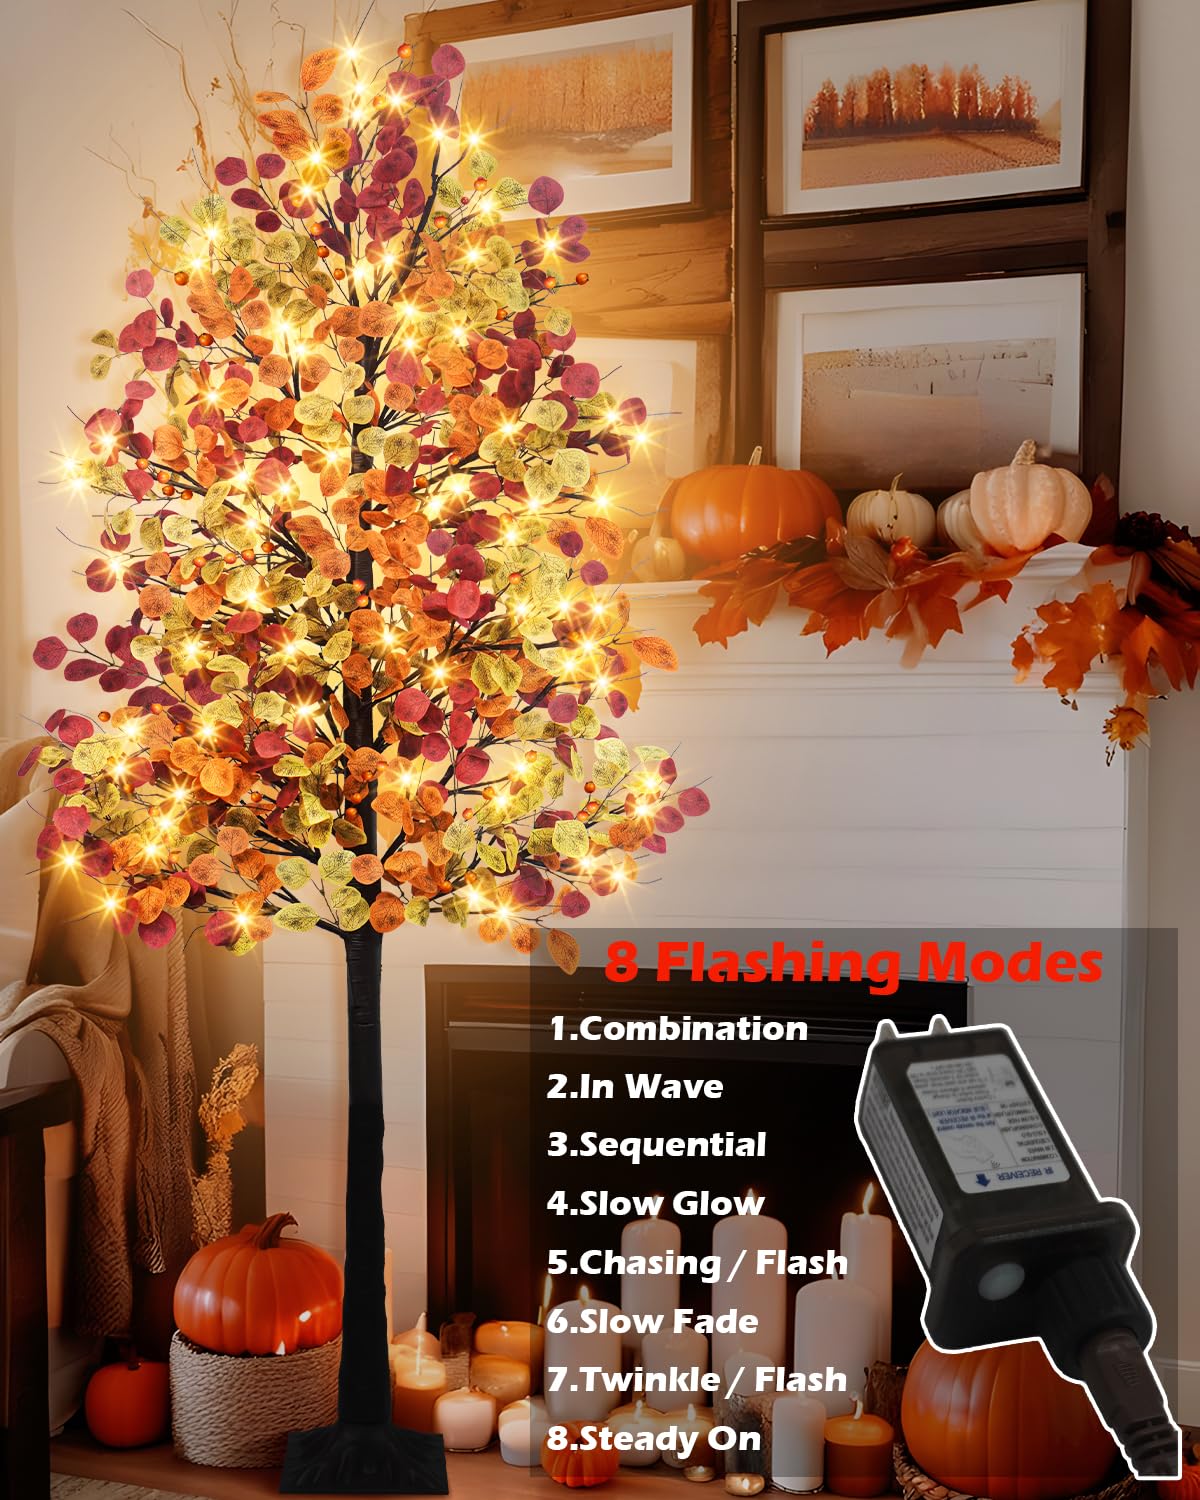 8 Flashing Modes
1.Combination
2.In Wave
3.Sequential
4.Slow Glow
5.Chasing / Flash
6.Slow Fade
7.Twinkle / Flash
8.Steady On
IR RECEIVER